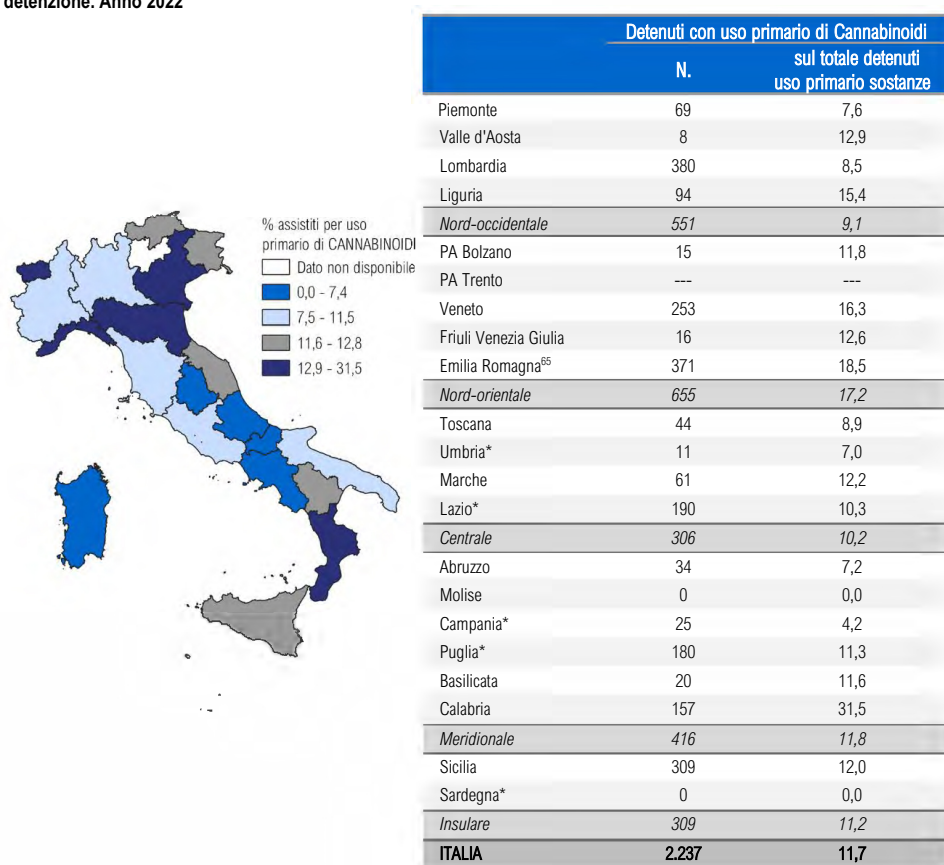 detenzione. Anno 2022
Detenuti con uso primario di Cannabinoidi
N.
sul totale detenuti
uso primario sostanze
Piemonte 69 7,6
Valle d'Aosta 8 12,9
Lombardia 380 8,5
Liguria 94 15,4
Nord-occidentale 551 9,1
PA Bolzano 15 11,8
PA Trento --- ---
Veneto 253 16,3
Friuli Venezia Giulia 16 12,6
Emilia Romagna65 371 18,5
Nord-orientale 655 17,2
Toscana 44 8,9
Umbria* 11 7,0
Marche 61 12,2
Lazio* 190 10,3
Centrale 306 10,2
Abruzzo 34 7,2
Molise 0 0,0
Campania* 25 4,2
Puglia* 180 11,3
Basilicata 20 11,6
Calabria 157 31,5
Meridionale 416 11,8
Sicilia 309 12,0
Sardegna* 0 0,0
Insulare 309 11,2
ITALIA 2.237 11,7
% assistiti per uso
primario di CANNABINOIDI
Dato non disponibile
0,0 - 7,4
7,5 - 11,5
11,6 - 12,8
12,9 - 31,5